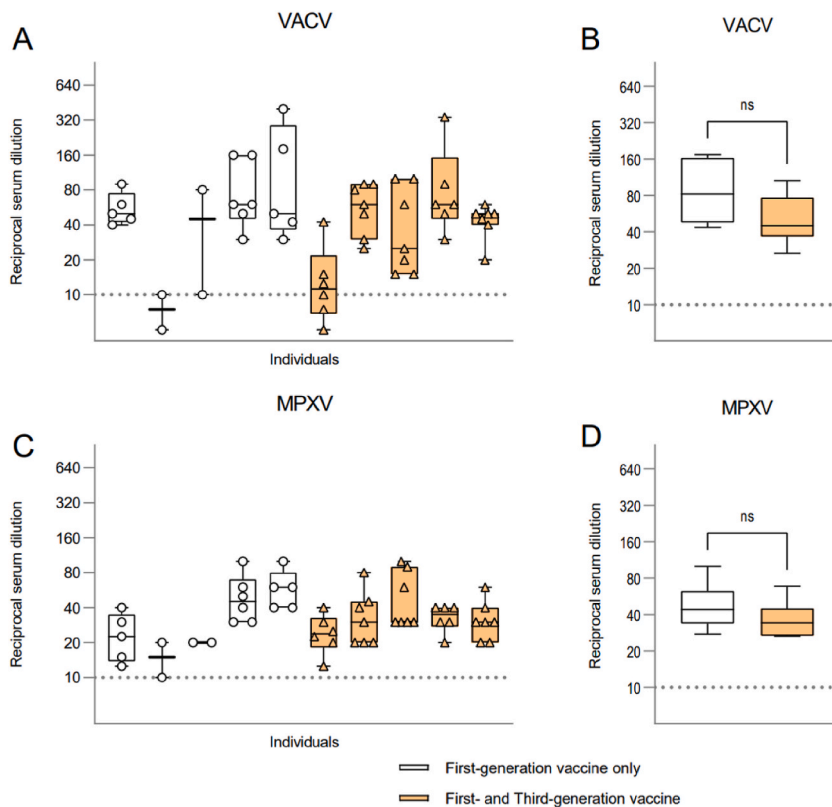 A
VACV
Reciprocal serum dilution
640
320
160
80
40
20
10
Individuals
B
VACV
Reciprocal serum dilution
640
320
160
80
40
20
10
ns
C
MPXV
Reciprocal serum dilution
640
320
160
80
40
20
10
Individuals
D
MPXV
Reciprocal serum dilution
640
320
160
80
40
20
10
ns
First-generation vaccine only
First- and Third-generation vaccine